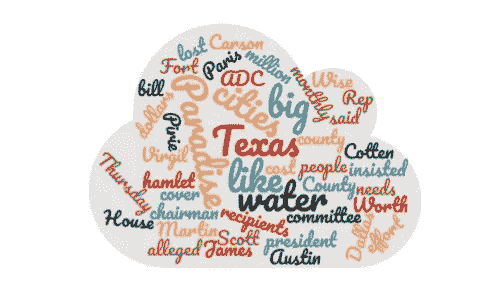 lost Carson
Fort Paris million
bill ADC monthly Wise
dollars cities big Rep
said
Pixie Paradise Texas county
Virgil Cotten
like cost people insisted
Thursday hamlet water County needs
cover Worth
House chairman recipients committee
Martin Scott president Dallas effort
alleged James Austin